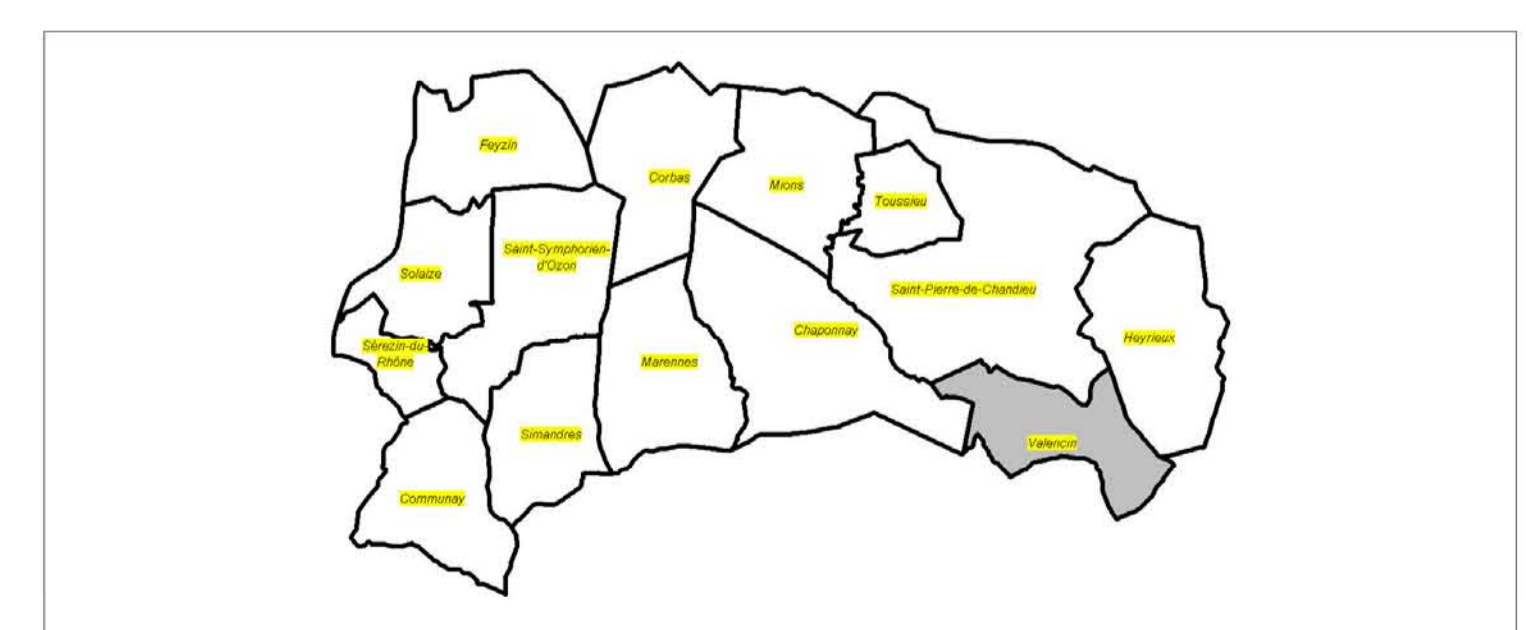 Feyzin
Corbas
Mions
Toussieu
Saint-Symphorien-
d'Ozon
Solaize
Saint-Pierre-de-Chandieu
Chaponnay
Heyrieux
Sérezin-du-
Rhône
Marennes
Simandres
Valencin
Communay